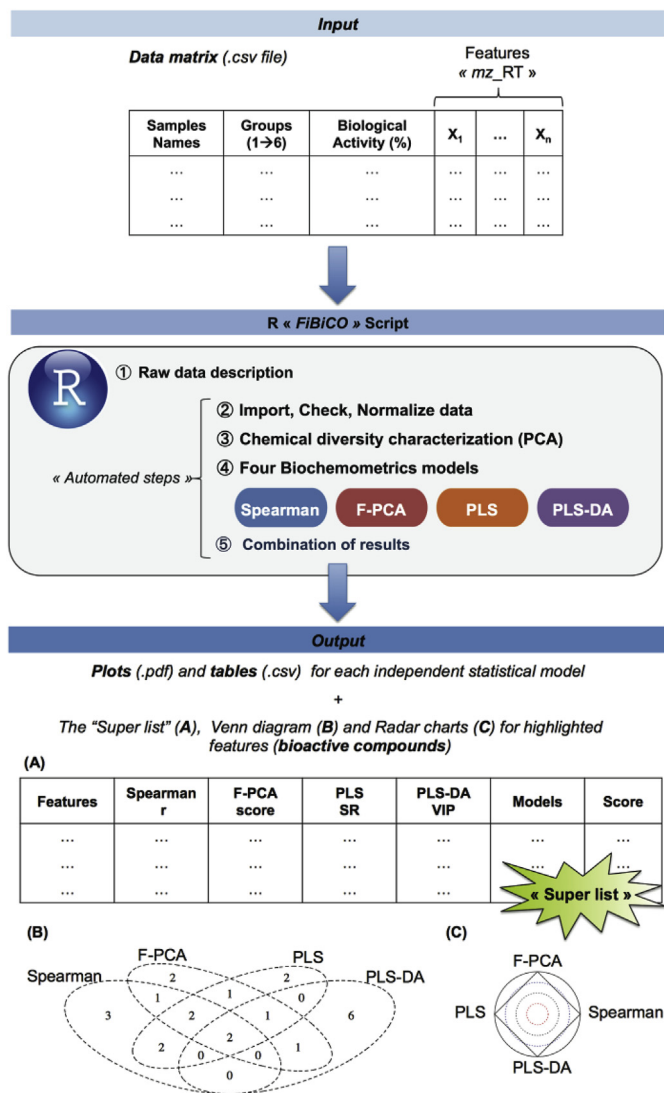 Input
Data matrix (.csv file)
Features
« mz_RT »
Samples Names
Groups (1→6)
Biological Activity (%)
X1
...
Xn
... ... ... ... ... ...
... ... ... ... ... ...
... ... ... ... ... ...
R « FiBiCO » Script
R
① Raw data description
« Automated steps »
② Import, Check, Normalize data
③ Chemical diversity characterization (PCA)
④ Four Biochemometrics models
Spearman
F-PCA
PLS
PLS-DA
⑤ Combination of results
Output
Plots (.pdf) and tables (.csv) for each independent statistical model
+
The “Super list” (A), Venn diagram (B) and Radar charts (C) for highlighted
features (bioactive compounds)
(A)
Features
Spearman r
F-PCA score
PLS SR
PLS-DA VIP
Models
Score
... ... ... ... ... ... ...
... ... ... ... ... ... ...
... ... ... ... ...
« Super list »
(B)
Spearman
F-PCA
PLS
PLS-DA
2 2
1 1 0
3 2 1 6
2
2 0 0 1
0
(C)
F-PCA
PLS
Spearman
PLS-DA